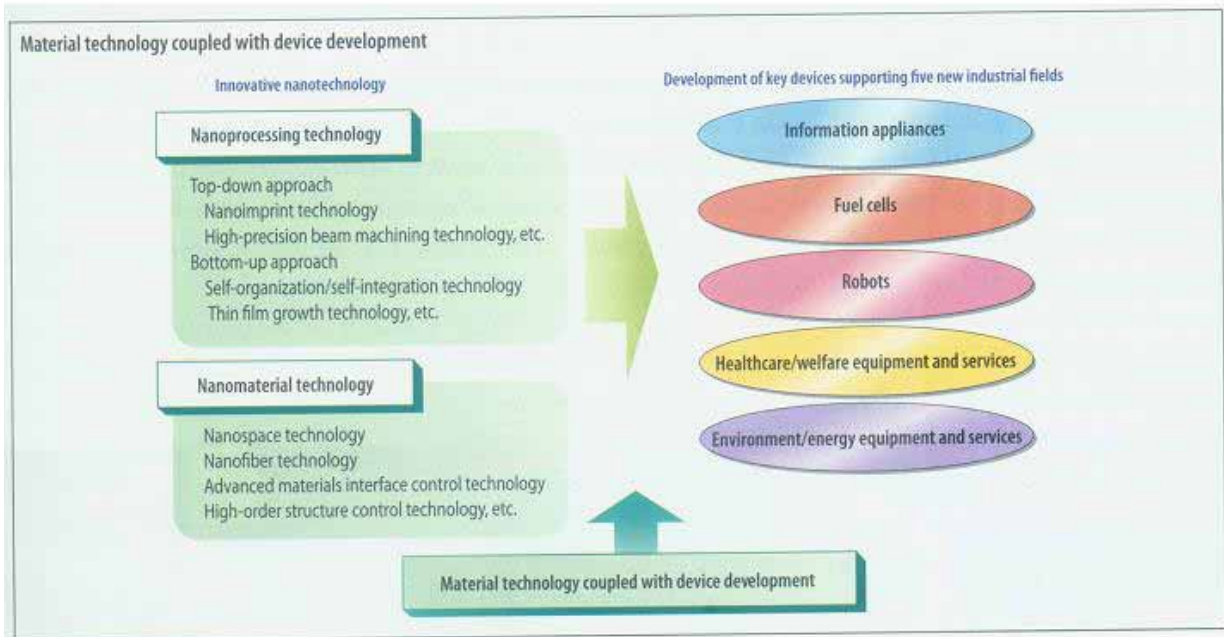 Material technology coupled with device development
Innovative nanotechnology
Nanoprocessing technology
Top-down approach
Nanoimprint technology
High-precision beam machining technology, etc.
Bottom-up approach
Self-organization/self-integration technology
Thin film growth technology, etc.
Nanomaterial technology
Nanospace technology
Nanofiber technology
Advanced materials interface control technology
High-order structure control technology, etc.
Development of key devices supporting five new industrial fields
Information appliances
Fuel cells
Robots
Healthcare/welfare equipment and services
Environment/energy equipment and services
Material technology coupled with device development